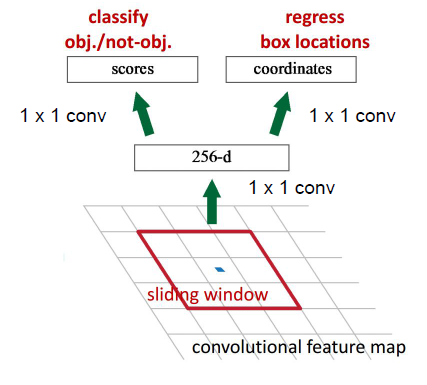 classify
obj./not-obj.
regress
box locations
scores
coordinates
1 x 1 conv
1 x 1 conv
256-d
1 x 1 conv
sliding window
convolutional feature map